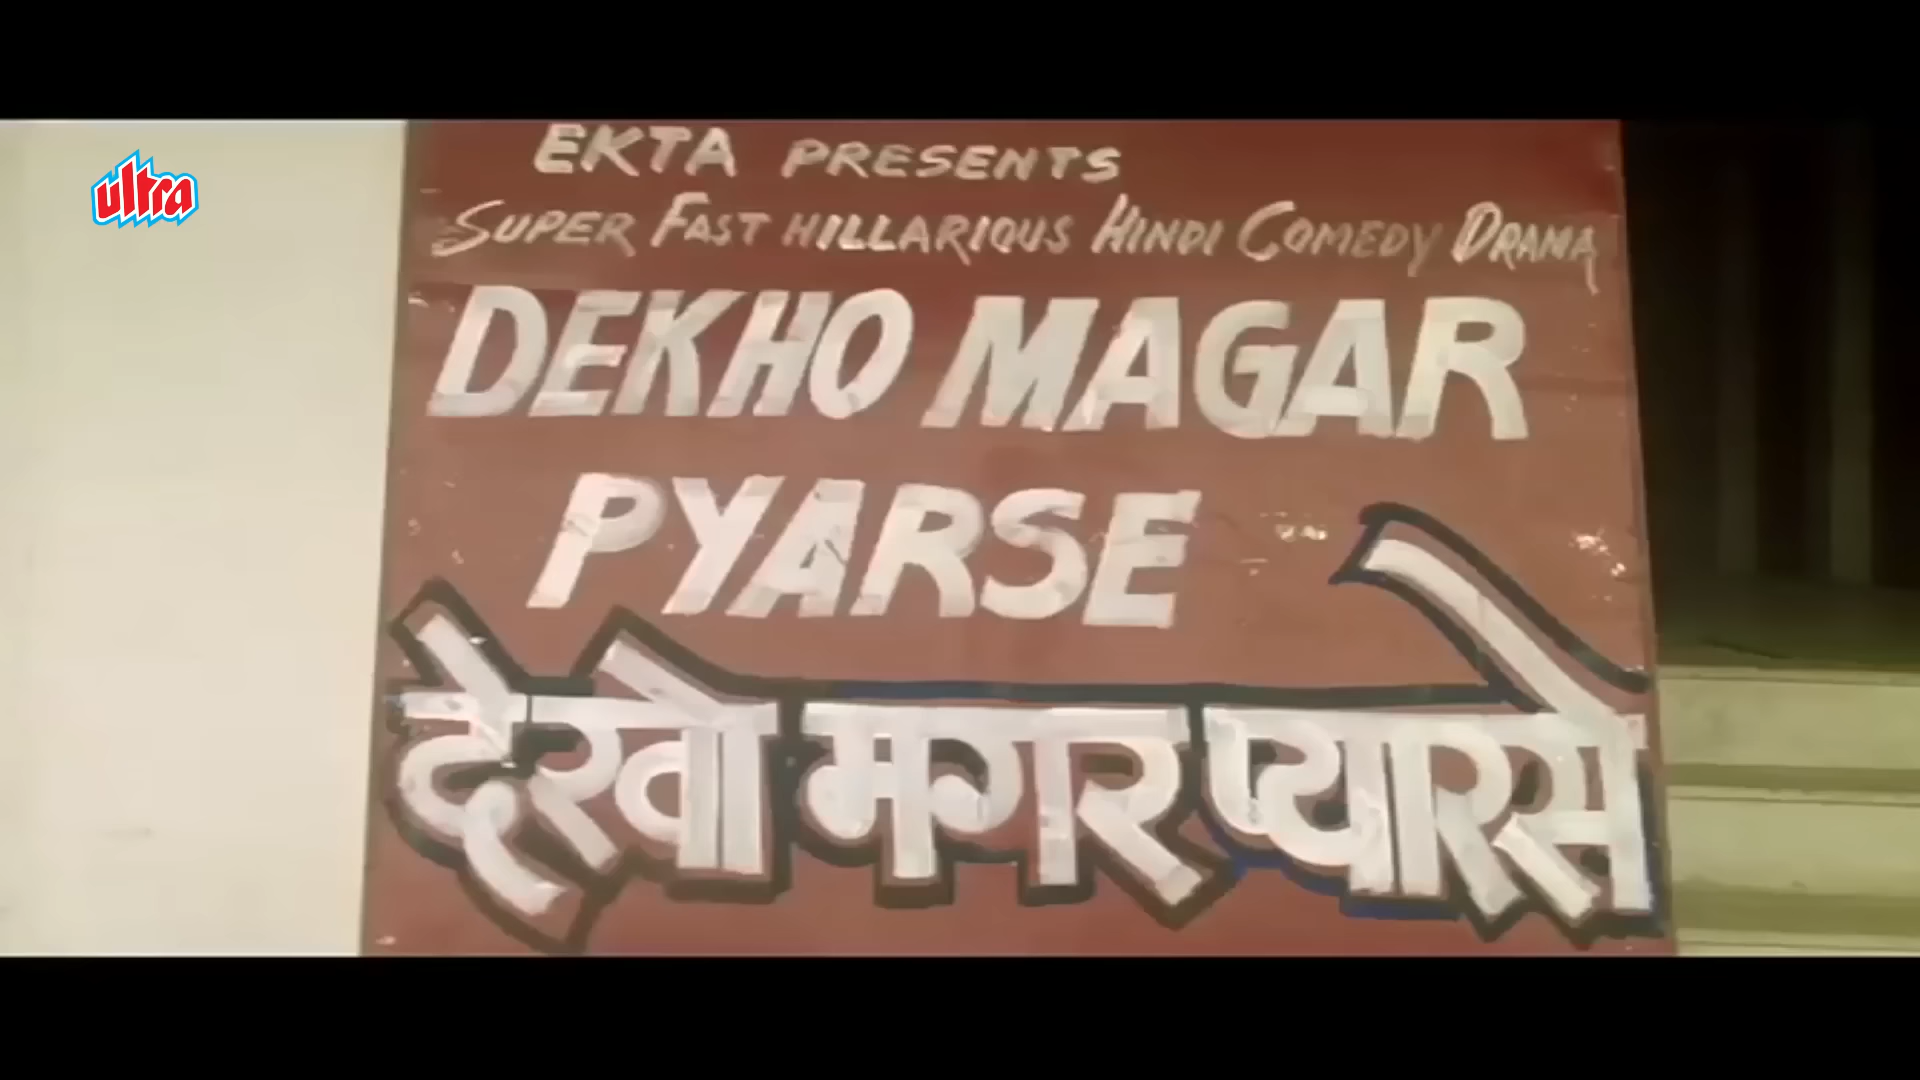 ultra
EKTA PRESENTS
SUPER FAST HILLARIOUS HINDI COMEDY DRAMA
DEKHO MAGAR
PYARSE
देखो मगर प्यारसे